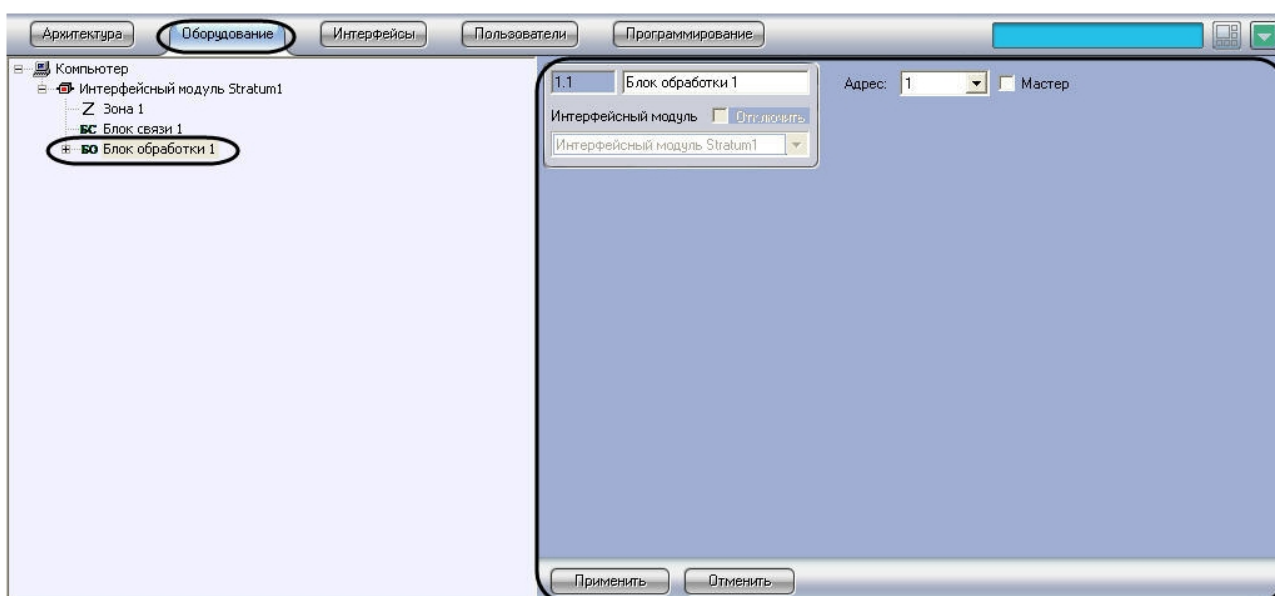 Архитектура Оборудование Интерфейсы Пользователи Программирование
Компьютер
Интерфейсный модуль Stratum1
Z Зона 1
БС Блок связи 1
БО Блок обработки 1
1.1 Блок обработки 1 Адрес: 1 Мастер
Интерфейсный модуль Отключить
Интерфейсный модуль Stratum1
Применить Отменить